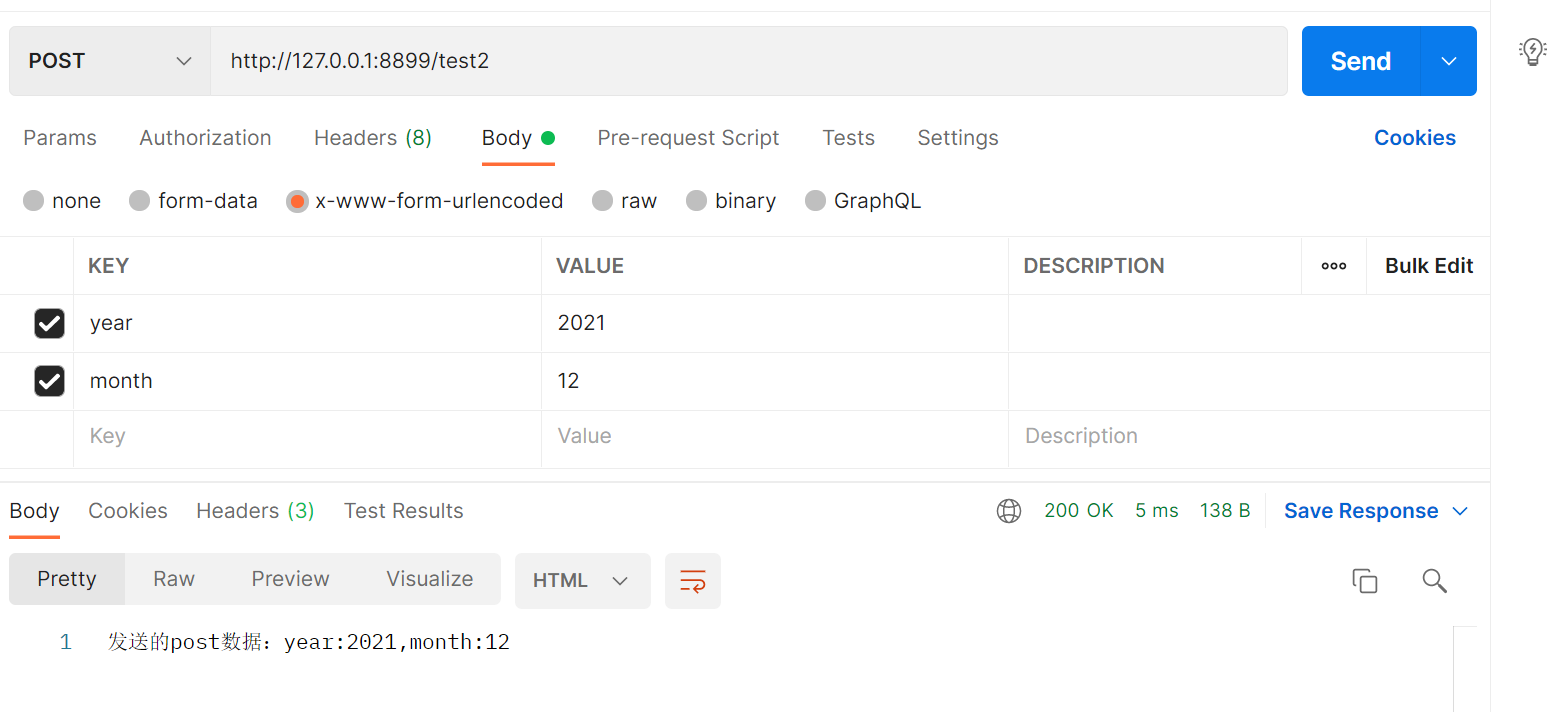 POST http://127.0.0.1:8899/test2 Send
Params Authorization Headers (8) Body Pre-request Script Tests Settings Cookies
none form-data x-www-form-urlencoded raw binary GraphQL
KEY VALUE DESCRIPTION ooo Bulk Edit
year 2021
month 12
Key Value Description
Body Cookies Headers (3) Test Results 200 OK 5 ms 138 B Save Response
Pretty Raw Preview Visualize HTML
1 发送的post数据：year:2021,month:12